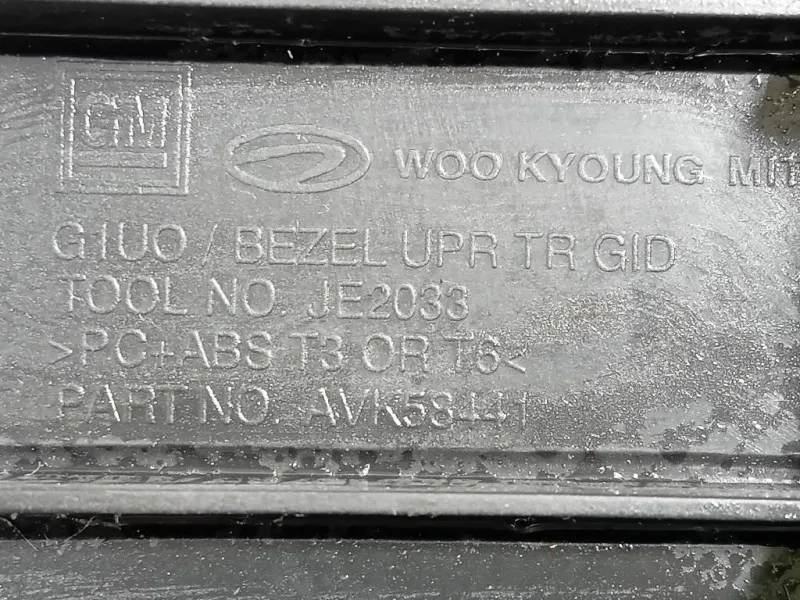 GM
WOO KYOUNG MIT
G1UO / BEZEL UPR TR GID
TOOL NO. JE2033
>PC+ABS T3 OR T6<
PART NO. AVK58441